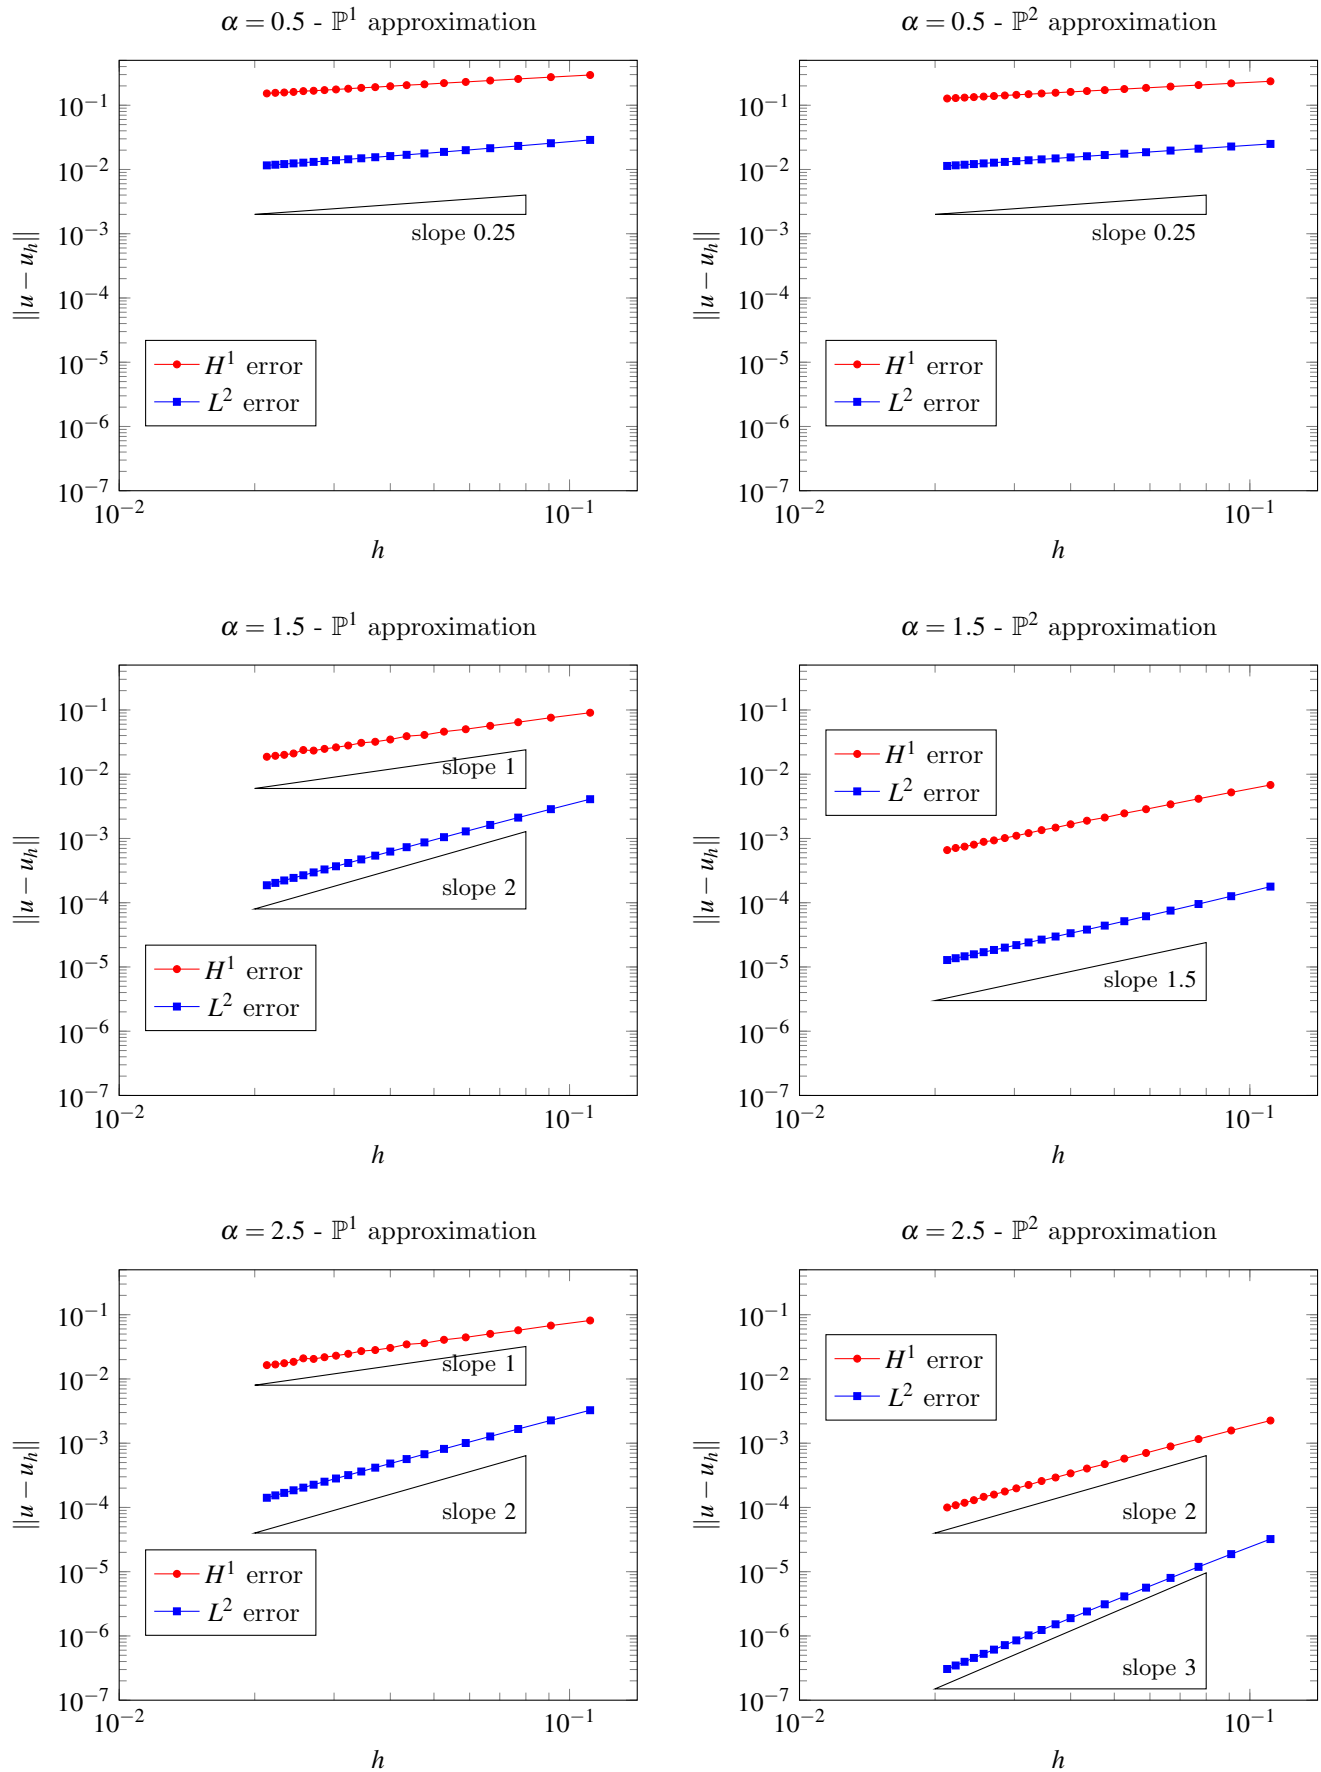 α = 0.5 - ℙ¹ approximation
10⁻¹
10⁻²
10⁻³
10⁻⁴
10⁻⁵
10⁻⁶
10⁻⁷
‖u − u_h‖
slope 0.25
H¹ error
L² error
10⁻²
10⁻¹
h
α = 0.5 - ℙ² approximation
10⁻¹
10⁻²
10⁻³
10⁻⁴
10⁻⁵
10⁻⁶
10⁻⁷
‖u − u_h‖
slope 0.25
H¹ error
L² error
10⁻²
10⁻¹
h
α = 1.5 - ℙ¹ approximation
10⁻¹
10⁻²
10⁻³
10⁻⁴
10⁻⁵
10⁻⁶
10⁻⁷
‖u − u_h‖
slope 1
slope 2
H¹ error
L² error
10⁻²
10⁻¹
h
α = 1.5 - ℙ² approximation
10⁻¹
10⁻²
10⁻³
10⁻⁴
10⁻⁵
10⁻⁶
10⁻⁷
‖u − u_h‖
H¹ error
L² error
slope 1.5
10⁻²
10⁻¹
h
α = 2.5 - ℙ¹ approximation
10⁻¹
10⁻²
10⁻³
10⁻⁴
10⁻⁵
10⁻⁶
10⁻⁷
‖u − u_h‖
slope 1
slope 2
H¹ error
L² error
10⁻²
10⁻¹
h
α = 2.5 - ℙ² approximation
10⁻¹
10⁻²
10⁻³
10⁻⁴
10⁻⁵
10⁻⁶
10⁻⁷
‖u − u_h‖
H¹ error
L² error
slope 2
slope 3
10⁻²
10⁻¹
h